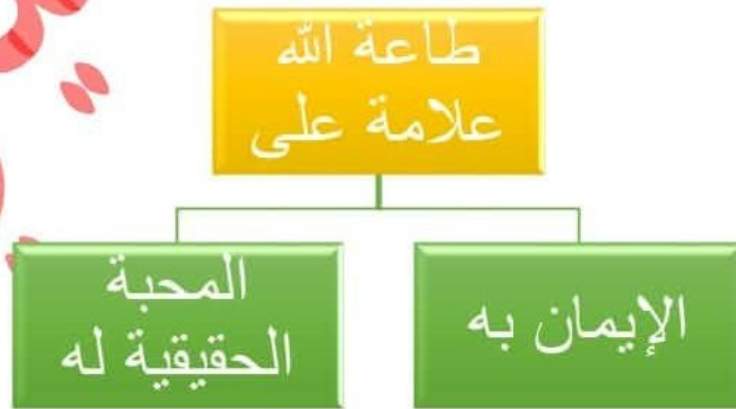 طاعة الله
علامة على
الإيمان به
المحبة
الحقيقية له